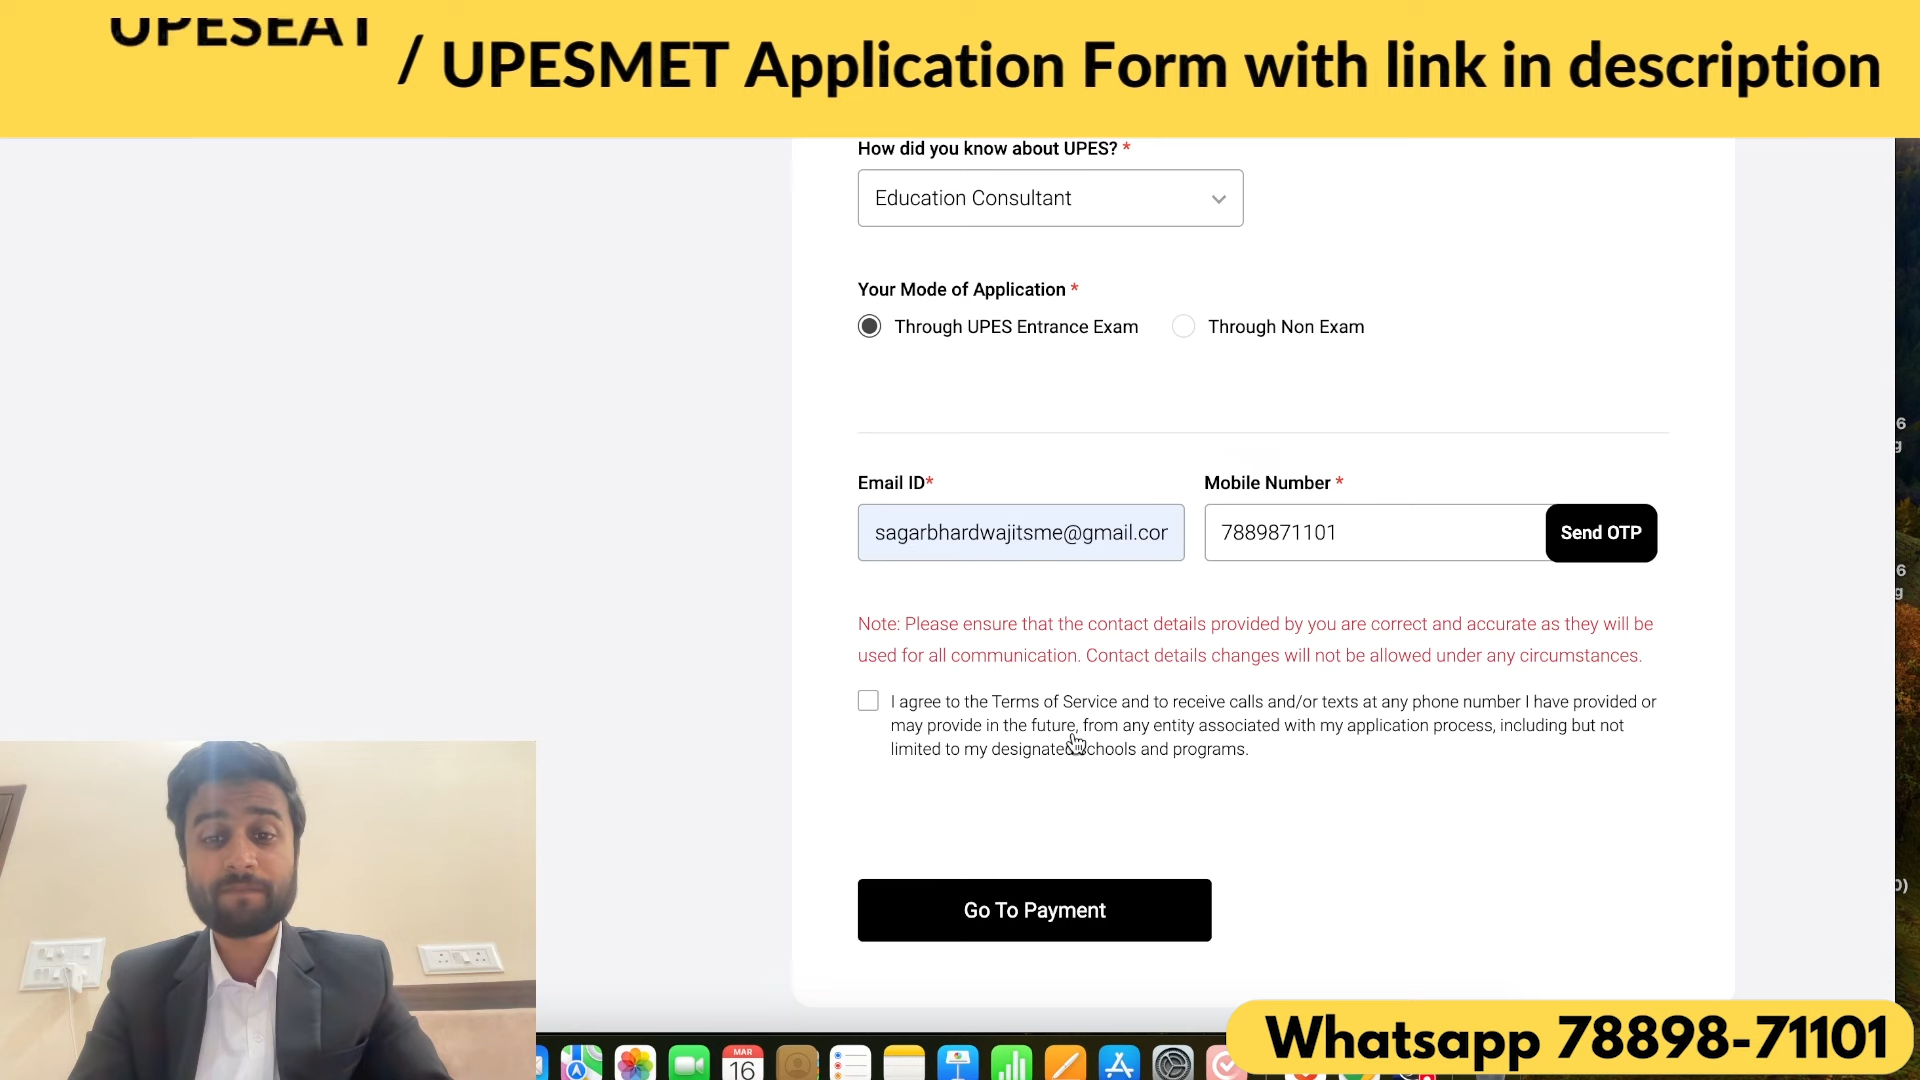 UPESEAT
/ UPESMET Application Form with link in description
How did you know about UPES? *
Education Consultant
Your Mode of Application *
Through UPES Entrance Exam
Through Non Exam
Email ID*
Mobile Number *
sagarbhardwajitsme@gmail.cor
7889871101
Send OTP
Note: Please ensure that the contact details provided by you are correct and accurate as they will be
used for all communication. Contact details changes will not be allowed under any circumstances.
I agree to the Terms of Service and to receive calls and/or texts at any phone number I have provided or
may provide in the future, from any entity associated with my application process, including but not
limited to my designated schools and programs.
Go To Payment
Whatsapp 78898-71101
MAR
16